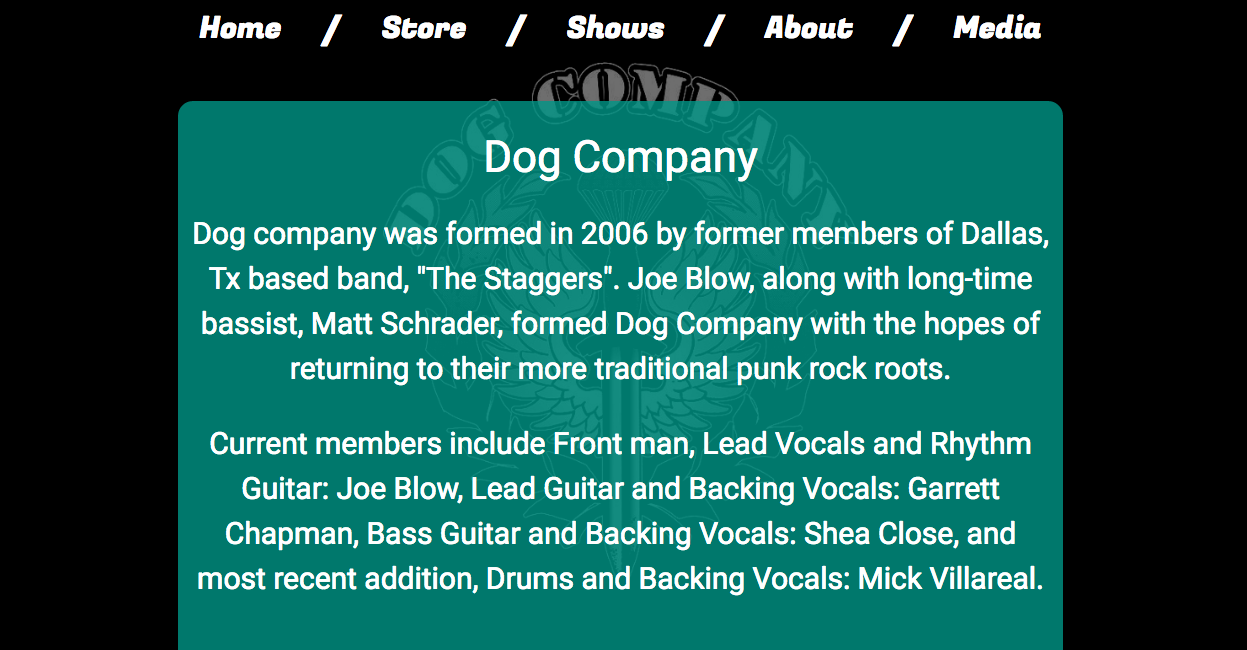 Home / Store / Shows / About / Media
DOG COMPANY
Dog Company
Dog company was formed in 2006 by former members of Dallas,
Tx based band, "The Staggers". Joe Blow, along with long-time
bassist, Matt Schrader, formed Dog Company with the hopes of
returning to their more traditional punk rock roots.
Current members include Front man, Lead Vocals and Rhythm
Guitar: Joe Blow, Lead Guitar and Backing Vocals: Garrett
Chapman, Bass Guitar and Backing Vocals: Shea Close, and
most recent addition, Drums and Backing Vocals: Mick Villareal.